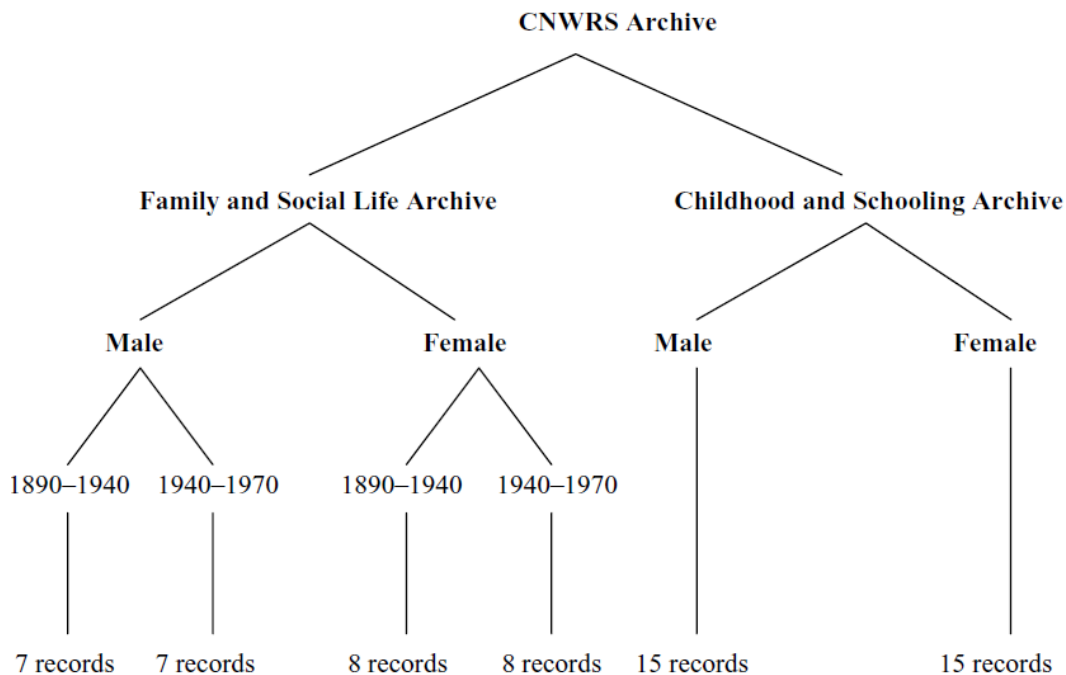 CNWRS Archive
Family and Social Life Archive Childhood and Schooling Archive
Male Female Male Female
1890–1940 1940–1970 1890–1940 1940–1970
7 records 7 records 8 records 8 records 15 records 15 records